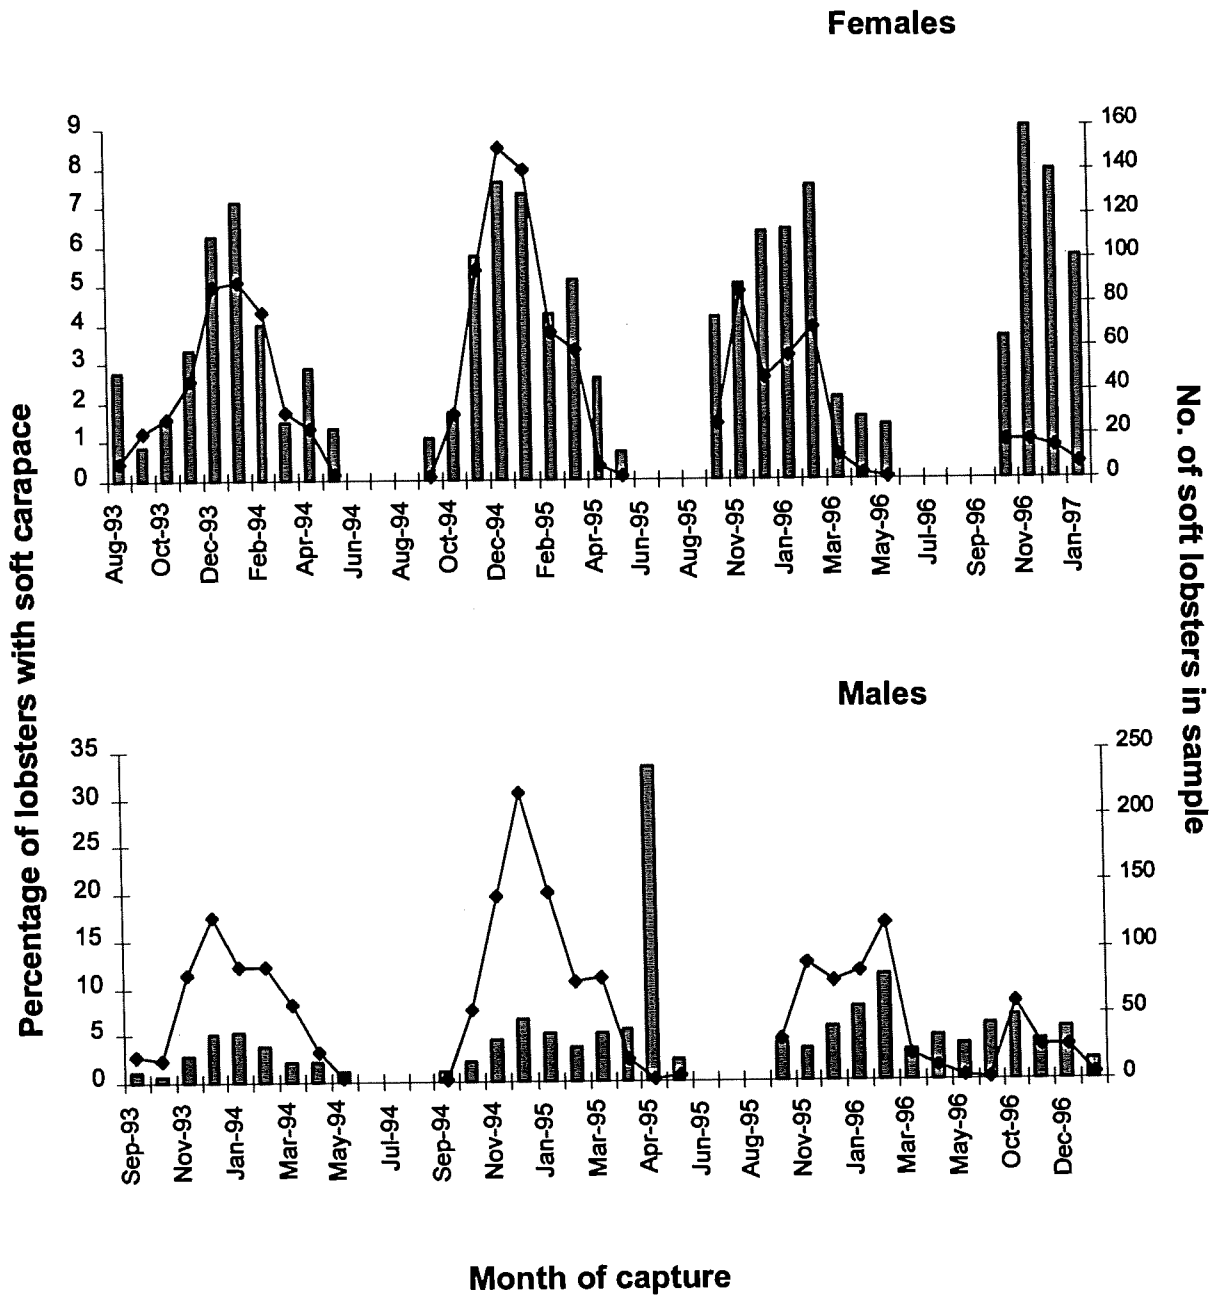 Females
9
8
7
6
5
4
3
2
1
0
160
140
120
100
80
60
40
20
0
Aug-93
Oct-93
Dec-93
Feb-94
Apr-94
Jun-94
Aug-94
Oct-94
Dec-94
Feb-95
Apr-95
Jun-95
Aug-95
Nov-95
Jan-96
Mar-96
May-96
Jul-96
Sep-96
Nov-96
Jan-97
Percentage of lobsters with soft carapace
No. of soft lobsters in sample
Males
35
30
25
20
15
10
5
0
250
200
150
100
50
0
Sep-93
Nov-93
Jan-94
Mar-94
May-94
Jul-94
Sep-94
Nov-94
Jan-95
Mar-95
Apr-95
Jun-95
Aug-95
Nov-95
Jan-96
Mar-96
May-96
Oct-96
Dec-96
Month of capture